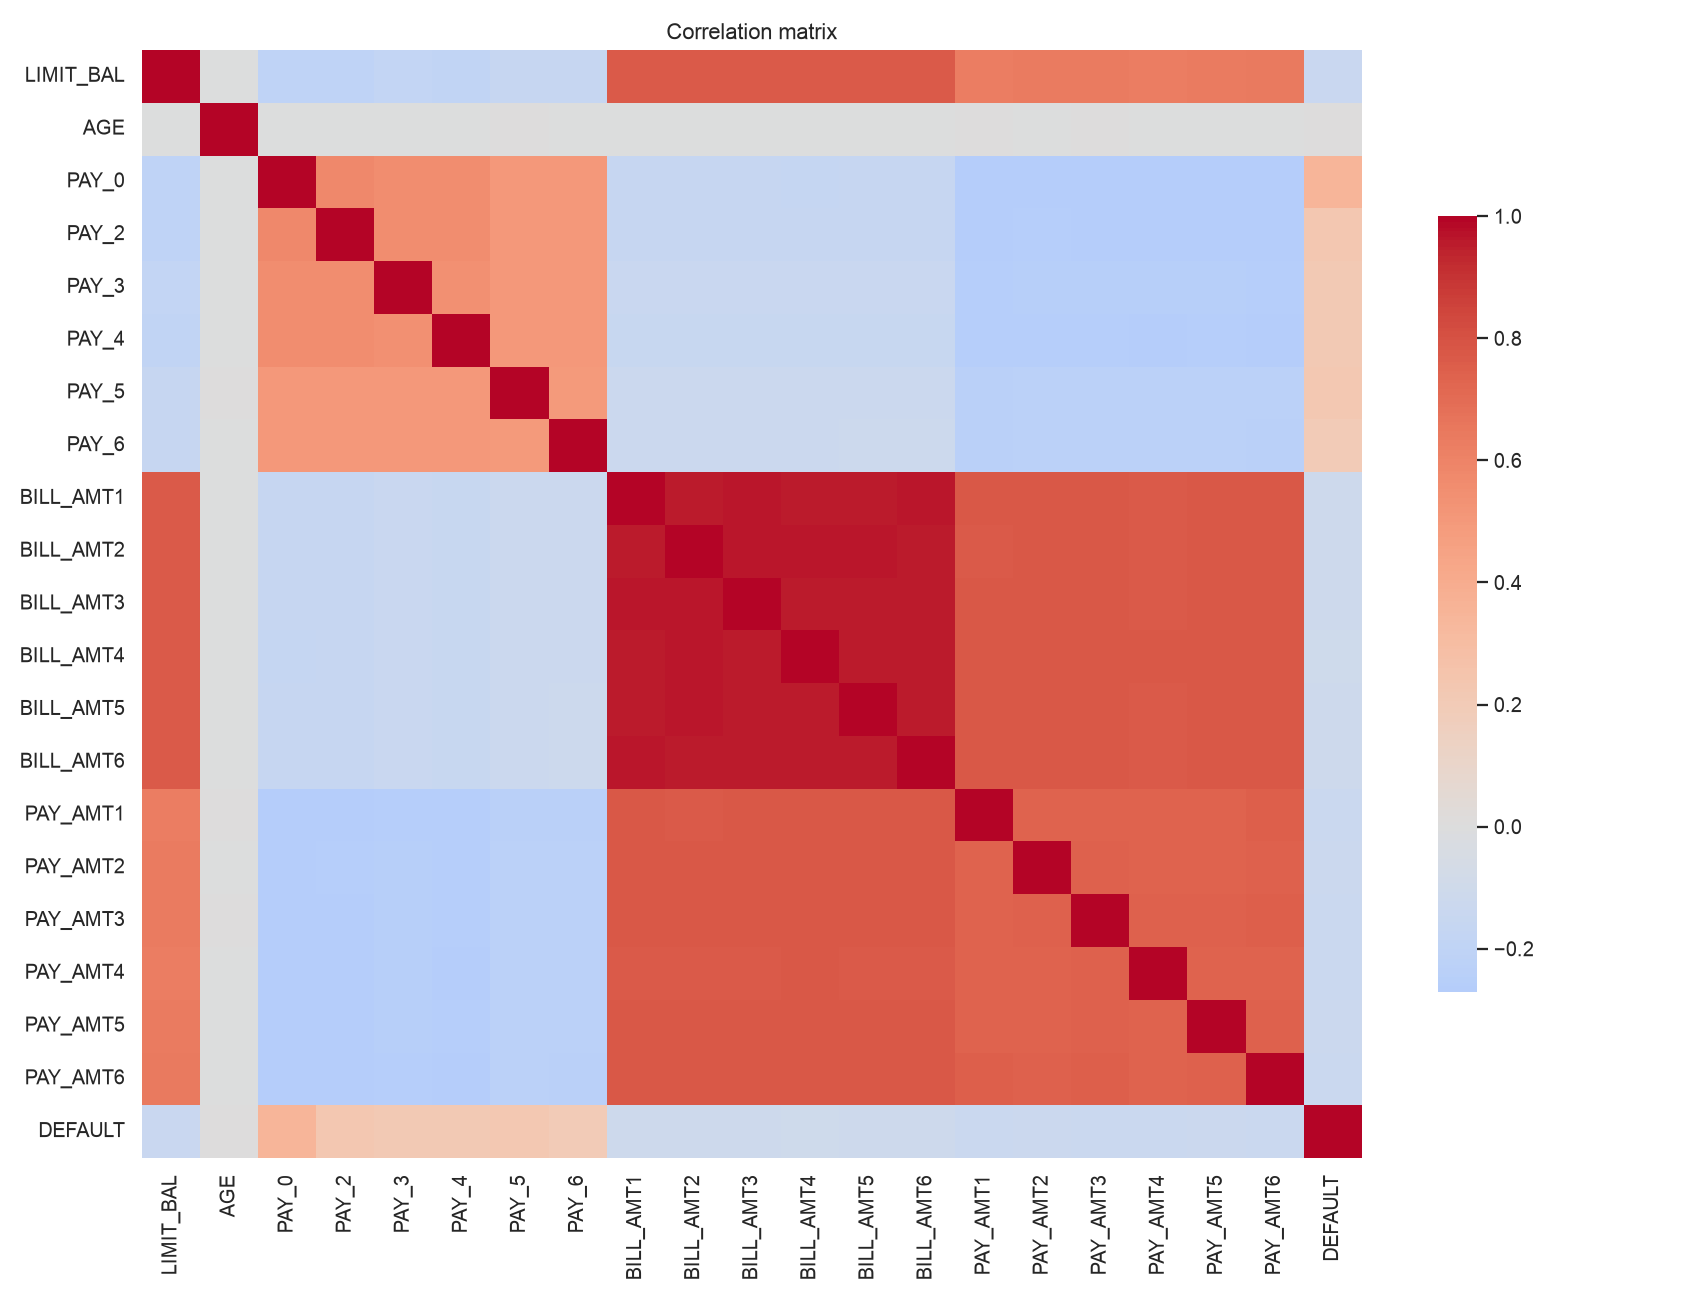 Correlation matrix
LIMIT_BAL
AGE
PAY_0
PAY_2
PAY_3
PAY_4
PAY_5
PAY_6
BILL_AMT1
BILL_AMT2
BILL_AMT3
BILL_AMT4
BILL_AMT5
BILL_AMT6
PAY_AMT1
PAY_AMT2
PAY_AMT3
PAY_AMT4
PAY_AMT5
PAY_AMT6
DEFAULT
LIMIT_BAL
AGE
PAY_0
PAY_2
PAY_3
PAY_4
PAY_5
PAY_6
BILL_AMT1
BILL_AMT2
BILL_AMT3
BILL_AMT4
BILL_AMT5
BILL_AMT6
PAY_AMT1
PAY_AMT2
PAY_AMT3
PAY_AMT4
PAY_AMT5
PAY_AMT6
DEFAULT
1.0
0.8
0.6
0.4
0.2
0.0
−0.2